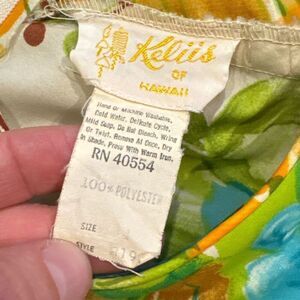 Keliis
OF
HAWAII
Hand Or Machine Washable,
Cold Water. Delicate Cycle,
Mild Soap. Do Not Bleach, Wring
Or Twist. Remove At Once, Dry
In Shade. Press With Warm Iron.
RN 40554
100% POLYESTER
SIZE
STYLE